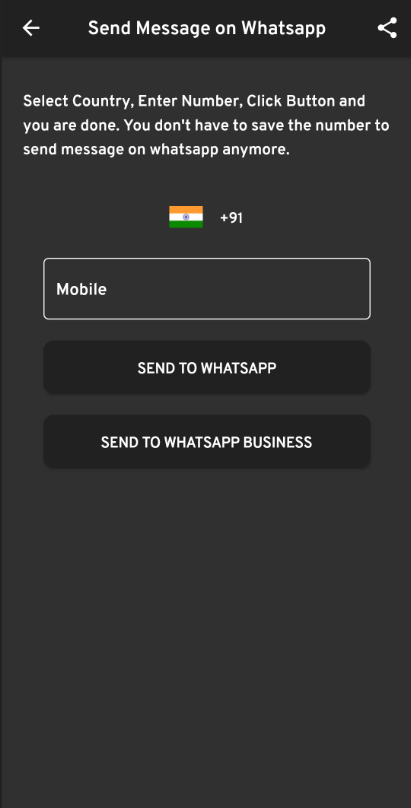 Send Message on Whatsapp
Select Country, Enter Number, Click Button and
you are done. You don't have to save the number to
send message on whatsapp anymore.
+91
Mobile
SEND TO WHATSAPP
SEND TO WHATSAPP BUSINESS